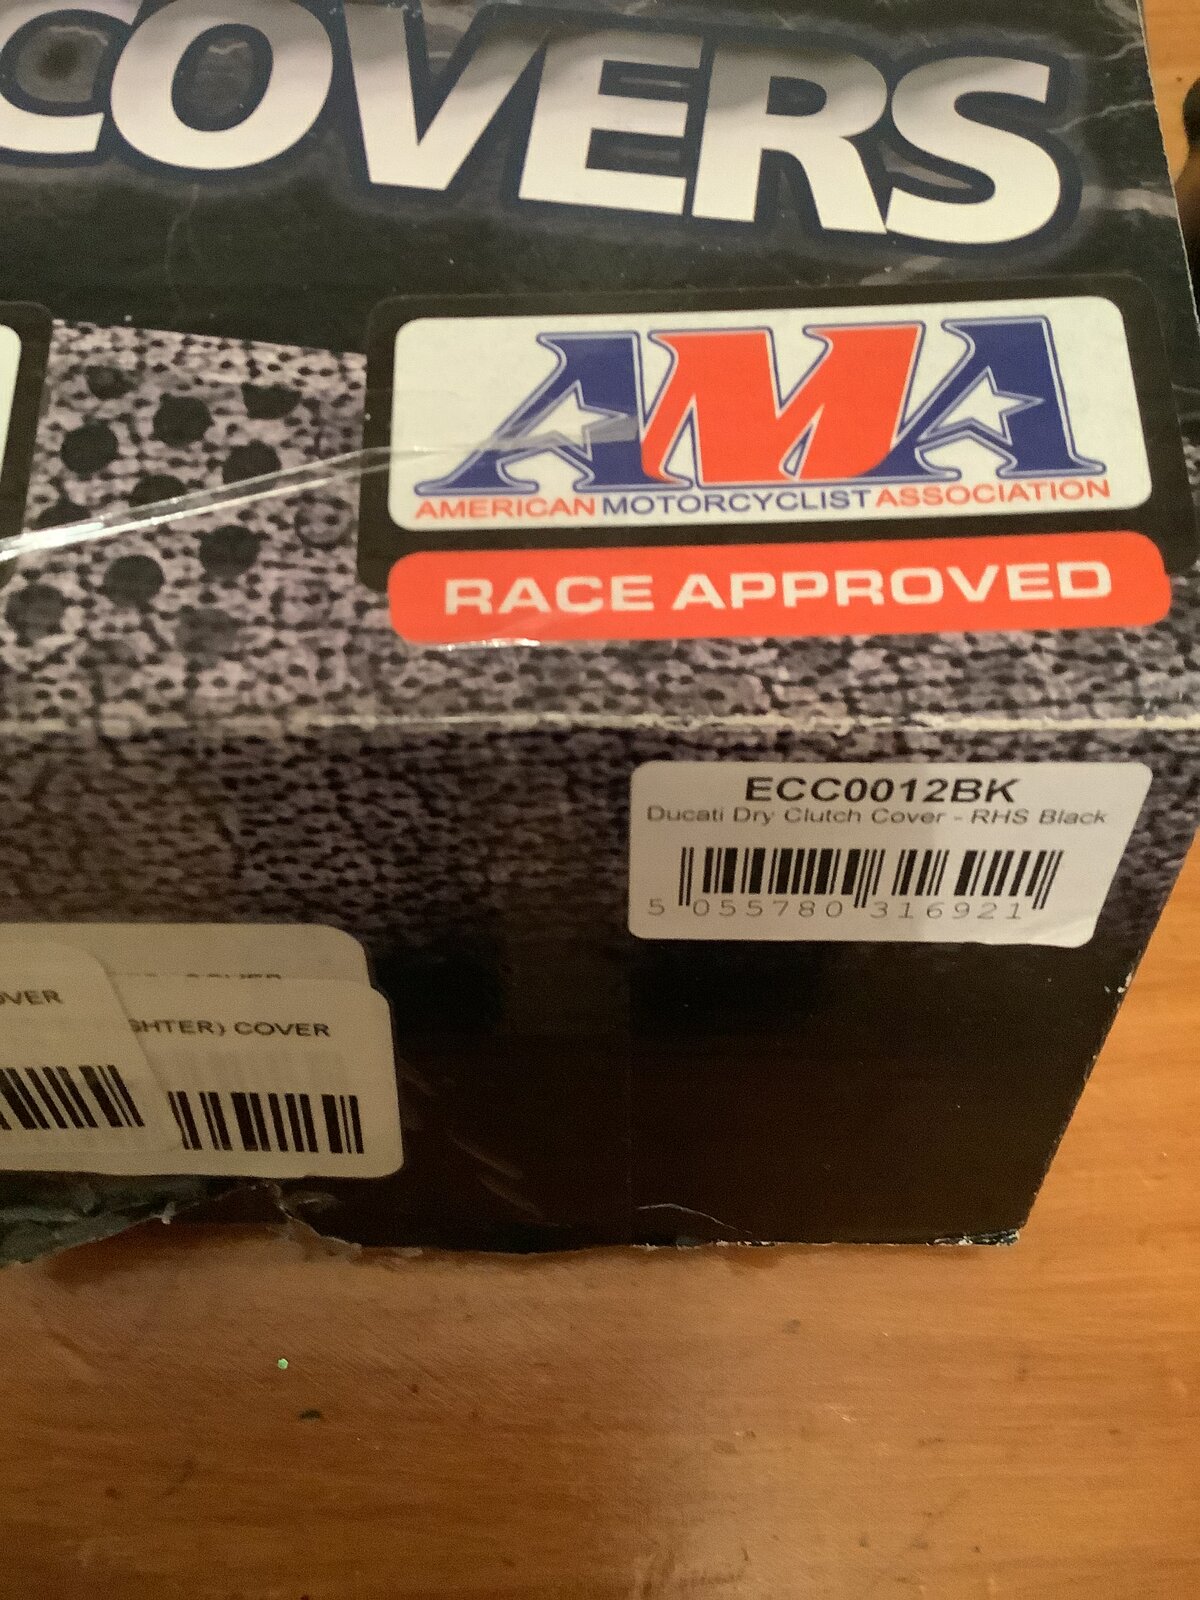 COVERS
AMA
AMERICAN MOTORCYCLIST ASSOCIATION
RACE APPROVED
ECC0012BK
Ducati Dry Clutch Cover - RHS Black
5 055780 316921
OVER
COVER
GHTER) COVER